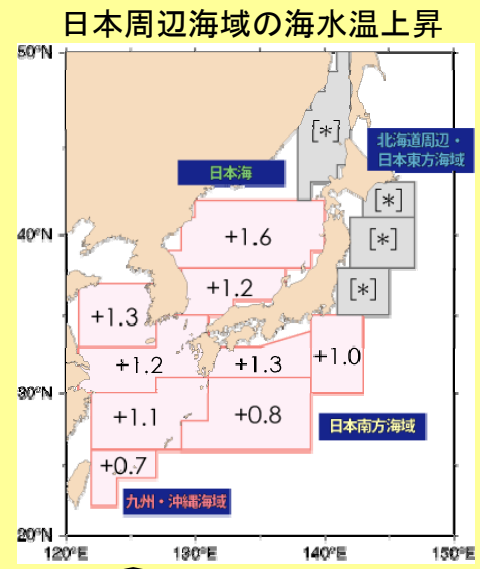 日本周辺海域の海水温上昇
50°N
[*]
北海道周辺・
日本東方海域
日本海
[*]
40°N
+1.6
[*]
+1.2
[*]
+1.3
+1.2
+1.3
+1.0
30°N
+1.1
+0.8
日本南方海域
+0.7
九州・沖縄海域
20°N
120°E
130°E
140°E
150°E